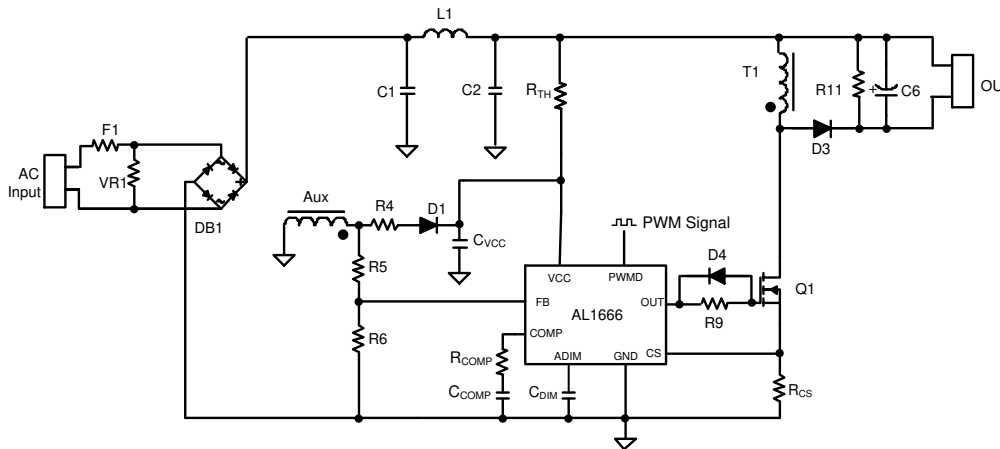 L1
T1
C1
C2
RTH
R11
+
C6
OU
F1
D3
AC
Input
VR1
+
DB1
Aux
R4
D1
CVCC
PWM Signal
R5
VCC
PWMD
D4
FB
OUT
Q1
AL1666
R9
R6
COMP
RCOMP
ADIM
GND
CS
CCOMP
CDIM
RCS